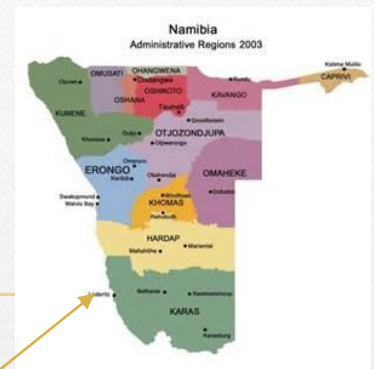 Namibia
Administrative Regions 2003
Katima Mulilo
CAPRIVI
OHANGWENA
OMUSATI
Ondangwa
Opuwo
OSHIKOTO
OSHANA
Rundu
KAVANGO
Tsumeb
KUNENE
Grootfontein
Khorixas
Outjo
OTJOZONDJUPA
Otjiwarongo
Omaruru
ERONGO
Karibib
Okahandja
OMAHEKE
Gobabis
Swakopmund
Walvis Bay
Windhoek
KHOMAS
Rehoboth
HARDAP
Maltahöhe
Mariental
Lüderitz
Bethanie
Keetmanshoop
KARAS
Karasburg